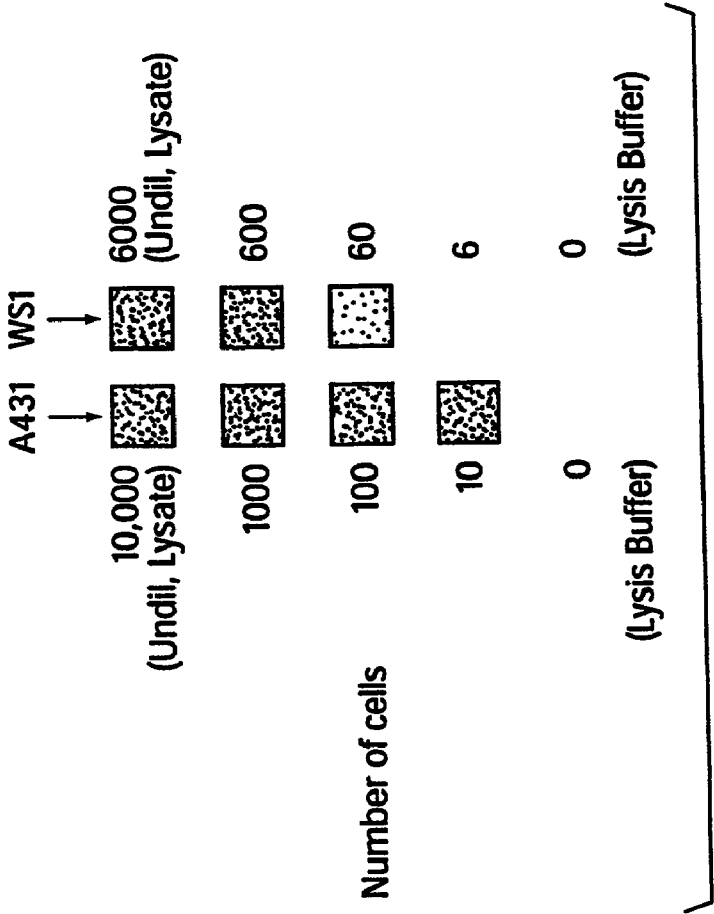 A431 WS1
10,000 6000
(Undil, Lysate) (Undil, Lysate)
1000 600
Number of cells 100 60
10 6
0 0
(Lysis Buffer) (Lysis Buffer)